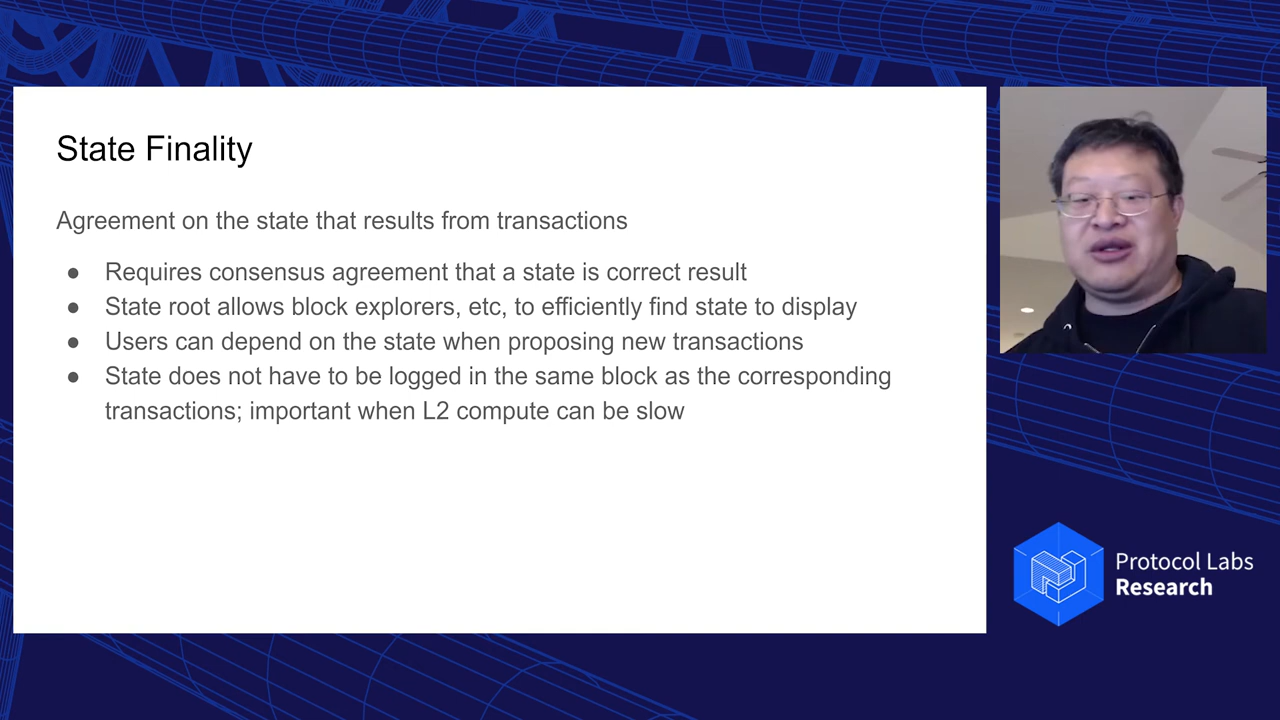 State Finality
Agreement on the state that results from transactions
● Requires consensus agreement that a state is correct result
● State root allows block explorers, etc, to efficiently find state to display
● Users can depend on the state when proposing new transactions
● State does not have to be logged in the same block as the corresponding
transactions; important when L2 compute can be slow
Protocol Labs
Research